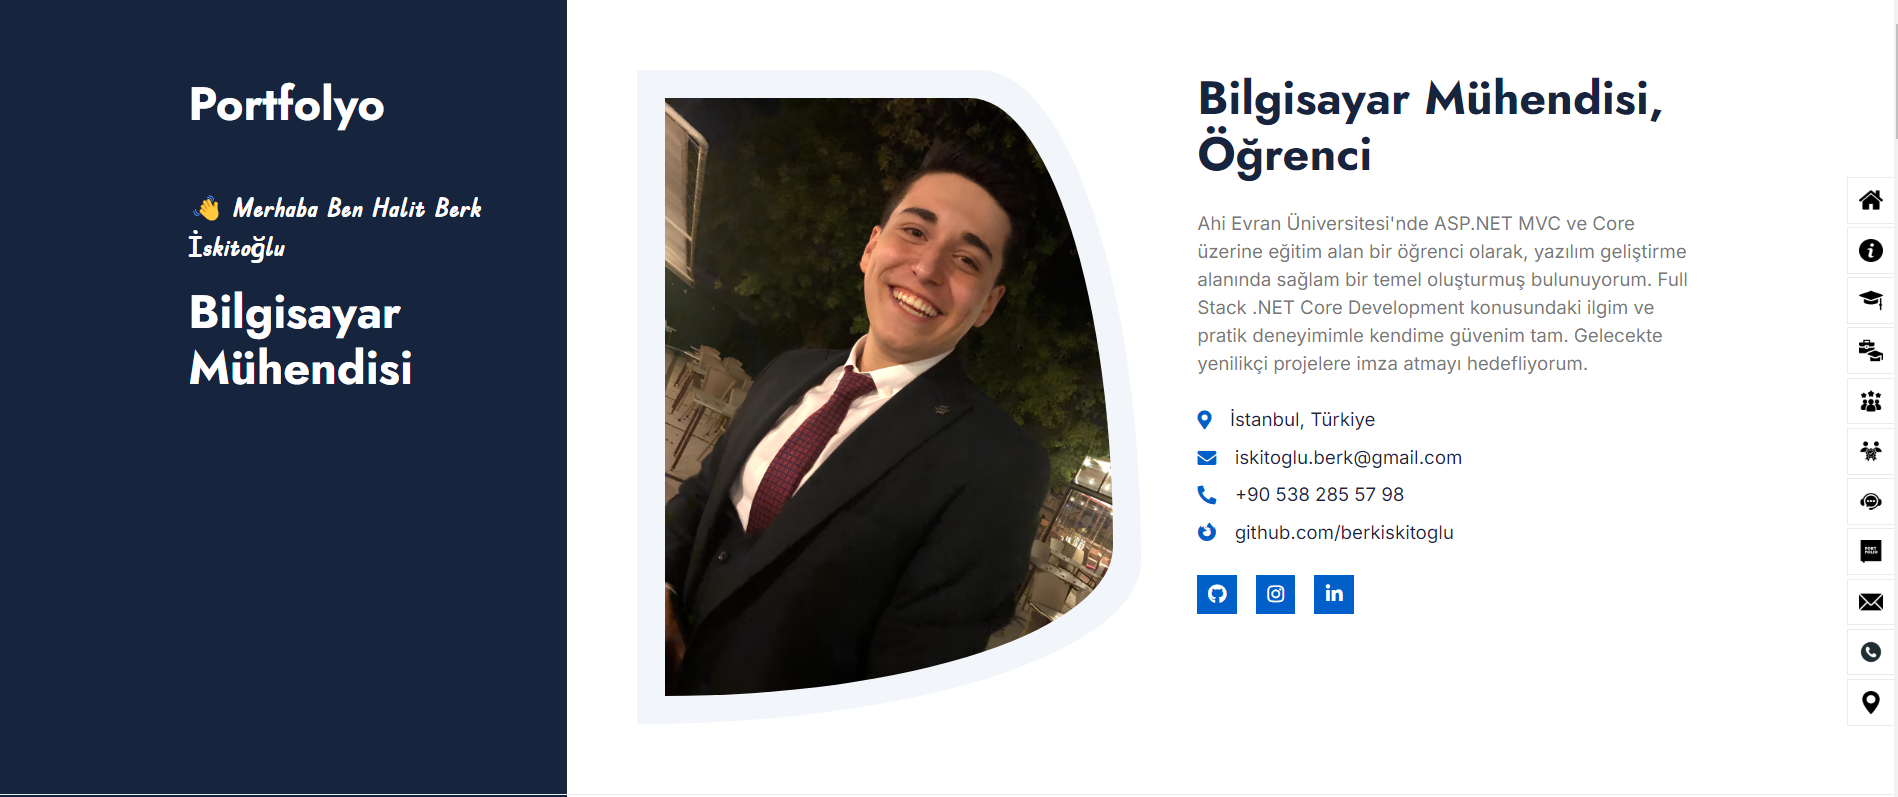 Portfolyo
👋 Merhaba Ben Halit Berk
İskitoğlu
Bilgisayar
Mühendisi
Bilgisayar Mühendisi,
Öğrenci
Ahi Evran Üniversitesi'nde ASP.NET MVC ve Core
üzerine eğitim alan bir öğrenci olarak, yazılım geliştirme
alanında sağlam bir temel oluşturmuş bulunuyorum. Full
Stack .NET Core Development konusundaki ilgim ve
pratik deneyimimle kendime güvenim tam. Gelecekte
yenilikçi projelere imza atmayı hedefliyorum.
İstanbul, Türkiye
iskitoglu.berk@gmail.com
+90 538 285 57 98
github.com/berkiskitoglu
in
PORT
FOLIO